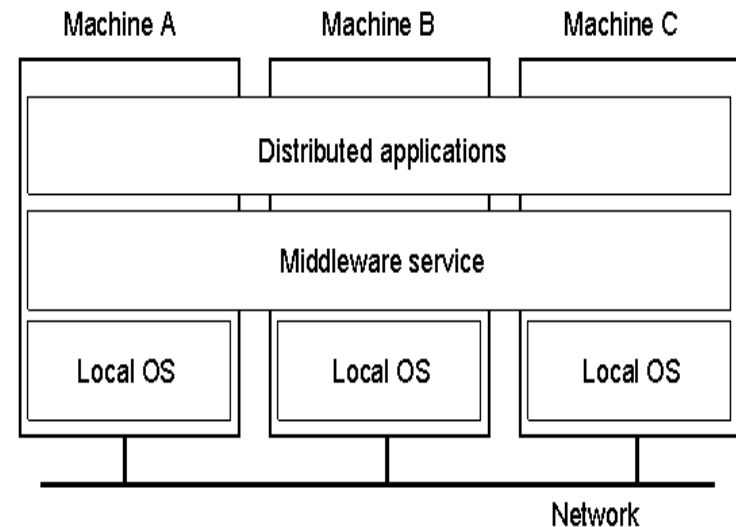 Machine A
Machine B
Machine C
Distributed applications
Middleware service
Local OS
Local OS
Local OS
Network